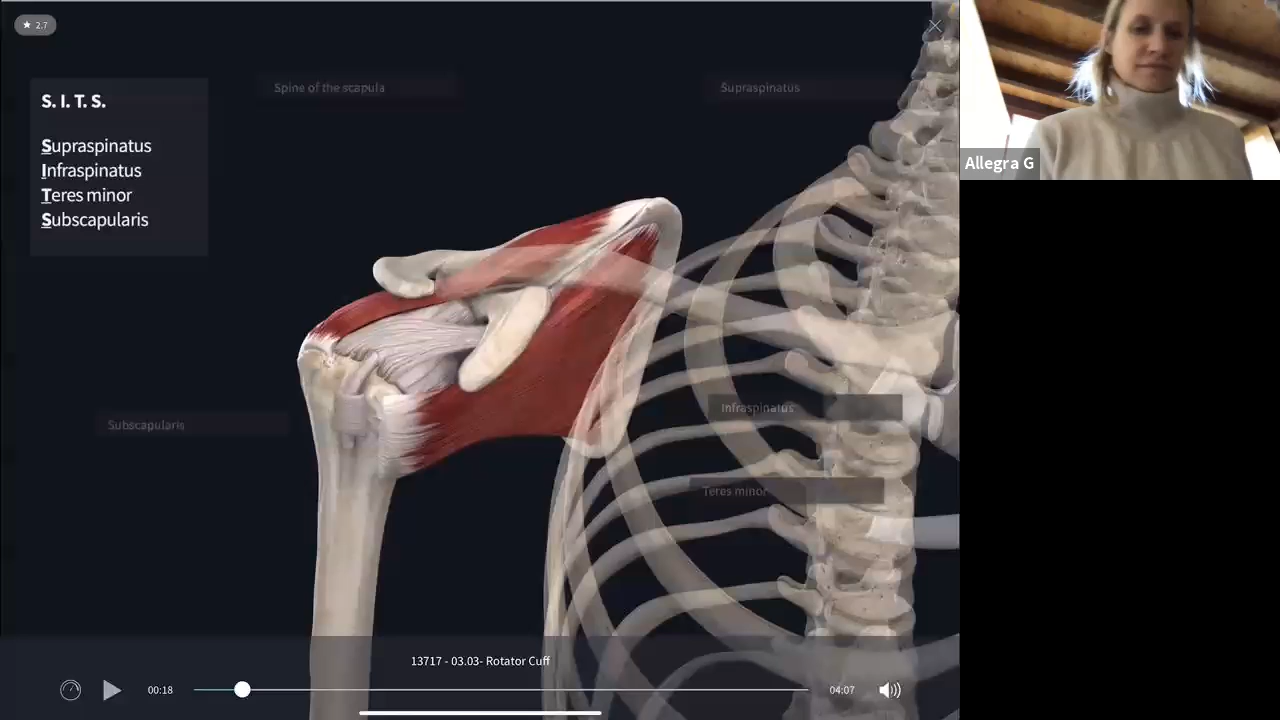 2.7
S. I. T. S.
Supraspinatus
Infraspinatus
Teres minor
Subscapularis
Spine of the scapula
Supraspinatus
Allegra G
Infraspinatus
Subscapularis
Teres minor
13717 - 03.03- Rotator Cuff
00:18
04:07